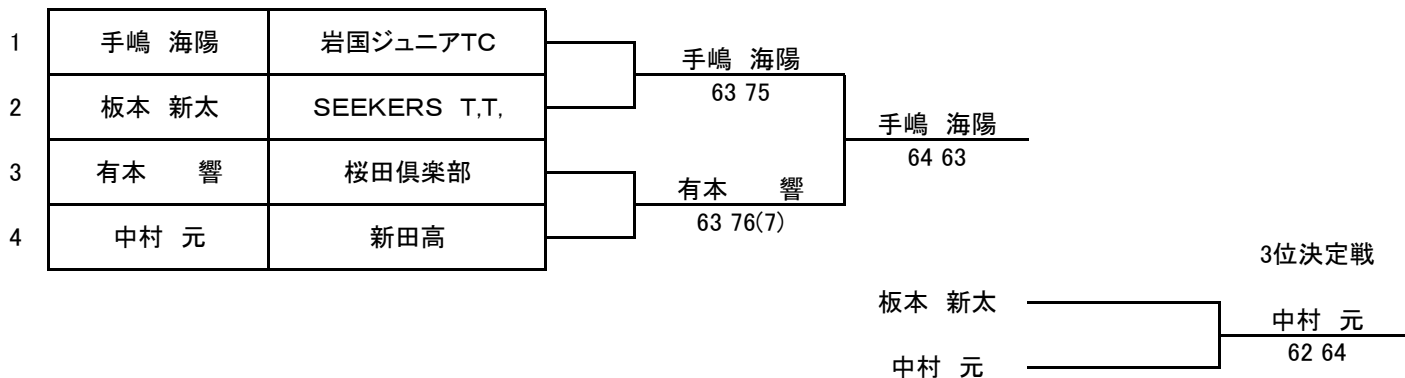 1 手嶋 海陽 岩国ジュニアTC
手嶋 海陽
63 75
2 板本 新太 SEEKERS T,T,
手嶋 海陽
64 63
3 有本 響 桜田倶楽部
有本 響
63 76(7)
4 中村 元 新田高
3位決定戦
板本 新太
中村 元
62 64
中村 元